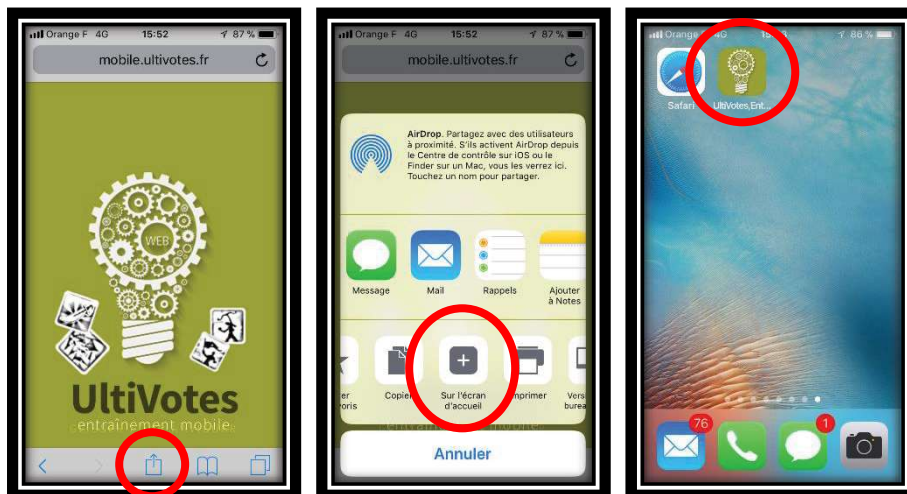 Orange F 4G 15:52 87 %
mobile.ultivotes.fr
WEB
UltiVotes
entraînement mobile
Orange F 4G 15:52 87 %
mobile.ultivotes.fr
AirDrop. Partagez avec des utilisateurs
à proximité. S'ils activent AirDrop depuis
le Centre de contrôle sur iOS ou le
Finder sur un Mac, vous les verrez ici.
Touchez un nom pour partager.
Message Mail Rappels Ajouter
à Notes
Copier Sur l'écran
d'accueil
Annuler
Orange 4G 86 %
Safari UltiVotes,Ent...
76 1